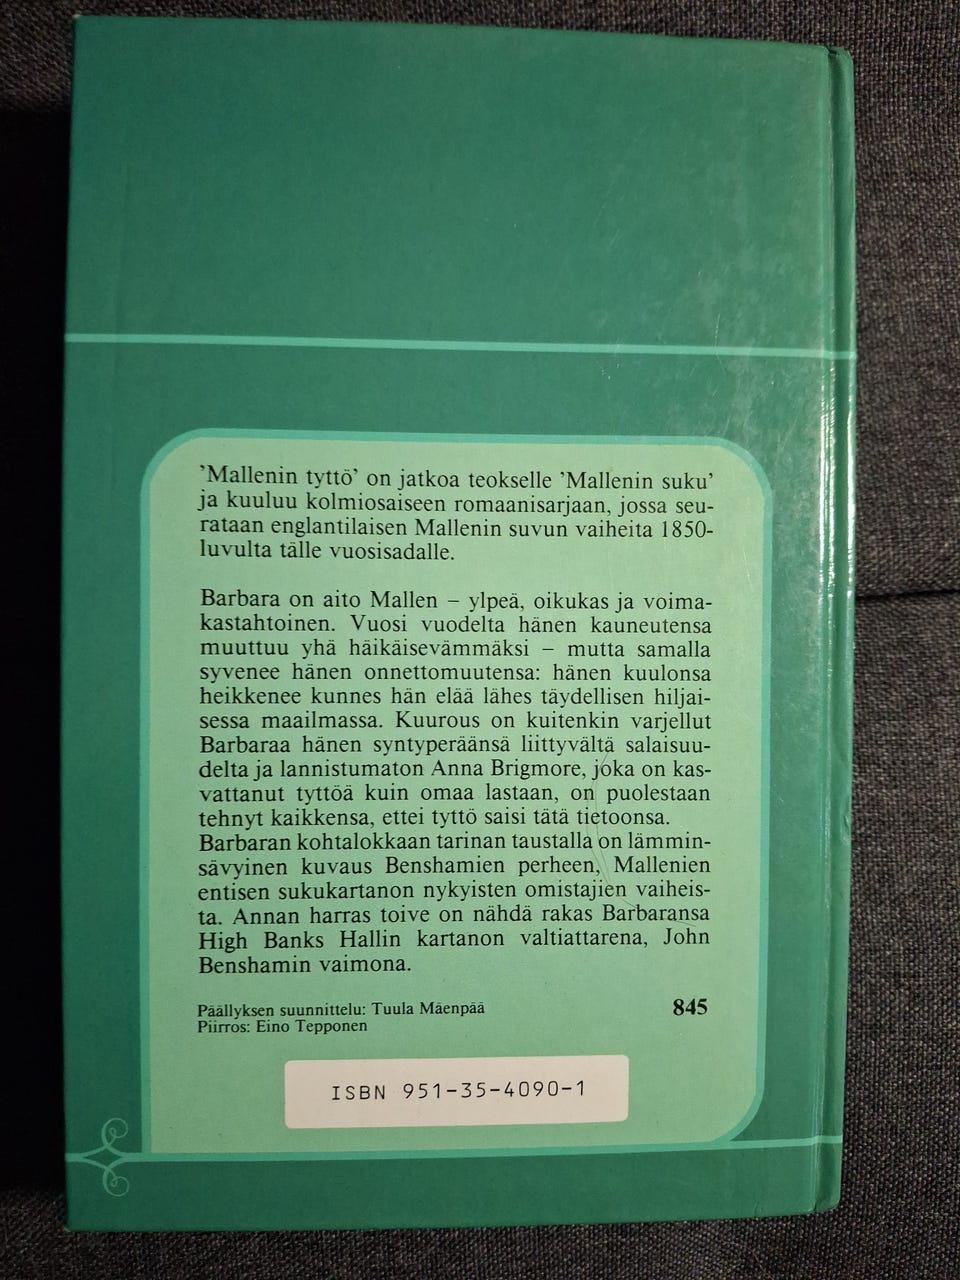 'Mallenin tyttö' on jatkoa teokselle 'Mallenin suku'
ja kuuluu kolmiosaiseen romaanisarjaan, jossa seu-
rataan englantilaisen Mallenin suvun vaiheita 1850-
luvulta tälle vuosisadalle.
Barbara on aito Mallen – ylpeä, oikukas ja voima-
kastahtoinen. Vuosi vuodelta hänen kauneutensa
muuttuu yhä häikäisevämmäksi – mutta samalla
syvenee hänen onnettomuutensa: hänen kuulonsa
heikkenee kunnes hän elää lähes täydellisen hiljai-
sessa maailmassa. Kuurous on kuitenkin varjellut
Barbaraa hänen syntyperäänsä liittyvältä salaisuu-
delta ja lannistumaton Anna Brigmore, joka on kas-
vattanut tyttöä kuin omaa lastaan, on puolestaan
tehnyt kaikkensa, ettei tyttö saisi tätä tietoonsa.
Barbaran kohtalokkaan tarinan taustalla on lämmin-
sävyinen kuvaus Benshamien perheen, Mallenien
entisen sukukartanon nykyisten omistajien vaiheis-
ta. Annan harras toive on nähdä rakas Barbaransa
High Banks Hallin kartanon valtiattarena, John
Benshamin vaimona.
Päällyksen suunnittelu: Tuula Mäenpää 845
Piirros: Eino Tepponen
ISBN 951-35-4090-1